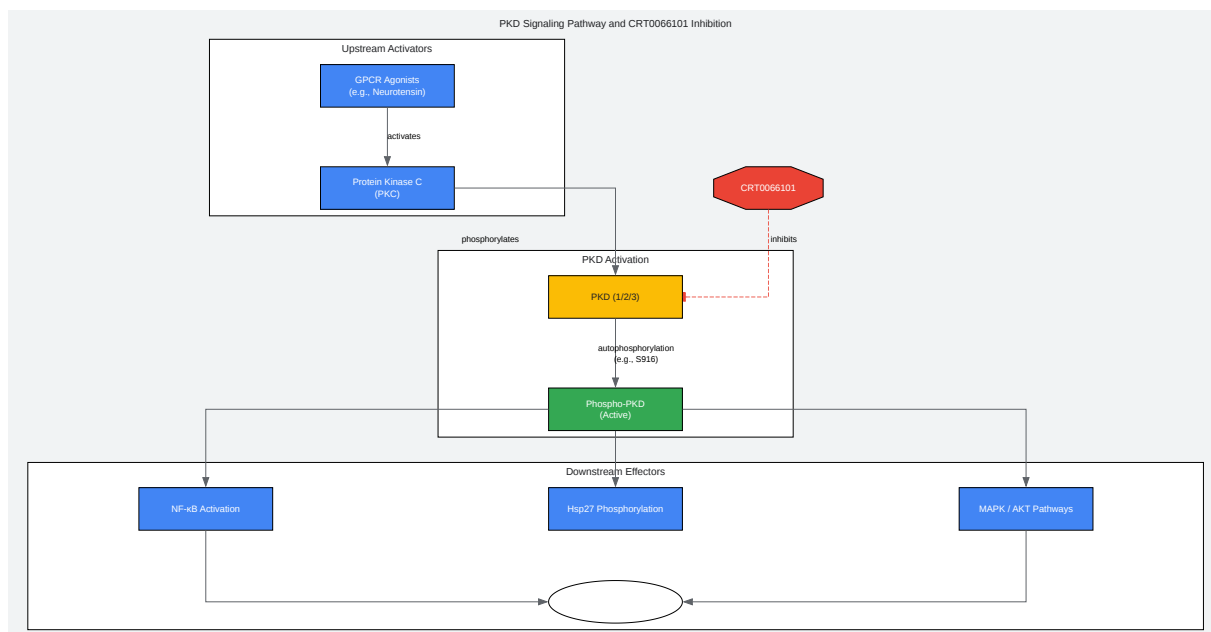 PKD Signaling Pathway and CRT0066101 Inhibition
Upstream Activators
GPCR Agonists
(e.g., Neurotensin)
activates
Protein Kinase C
(PKC)
CRT0066101
phosphorylates
inhibits
PKD Activation
PKD (1/2/3)
autophosphorylation
(e.g., S916)
Phospho-PKD
(Active)
Downstream Effectors
NF-κB Activation
Hsp27 Phosphorylation
MAPK / AKT Pathways